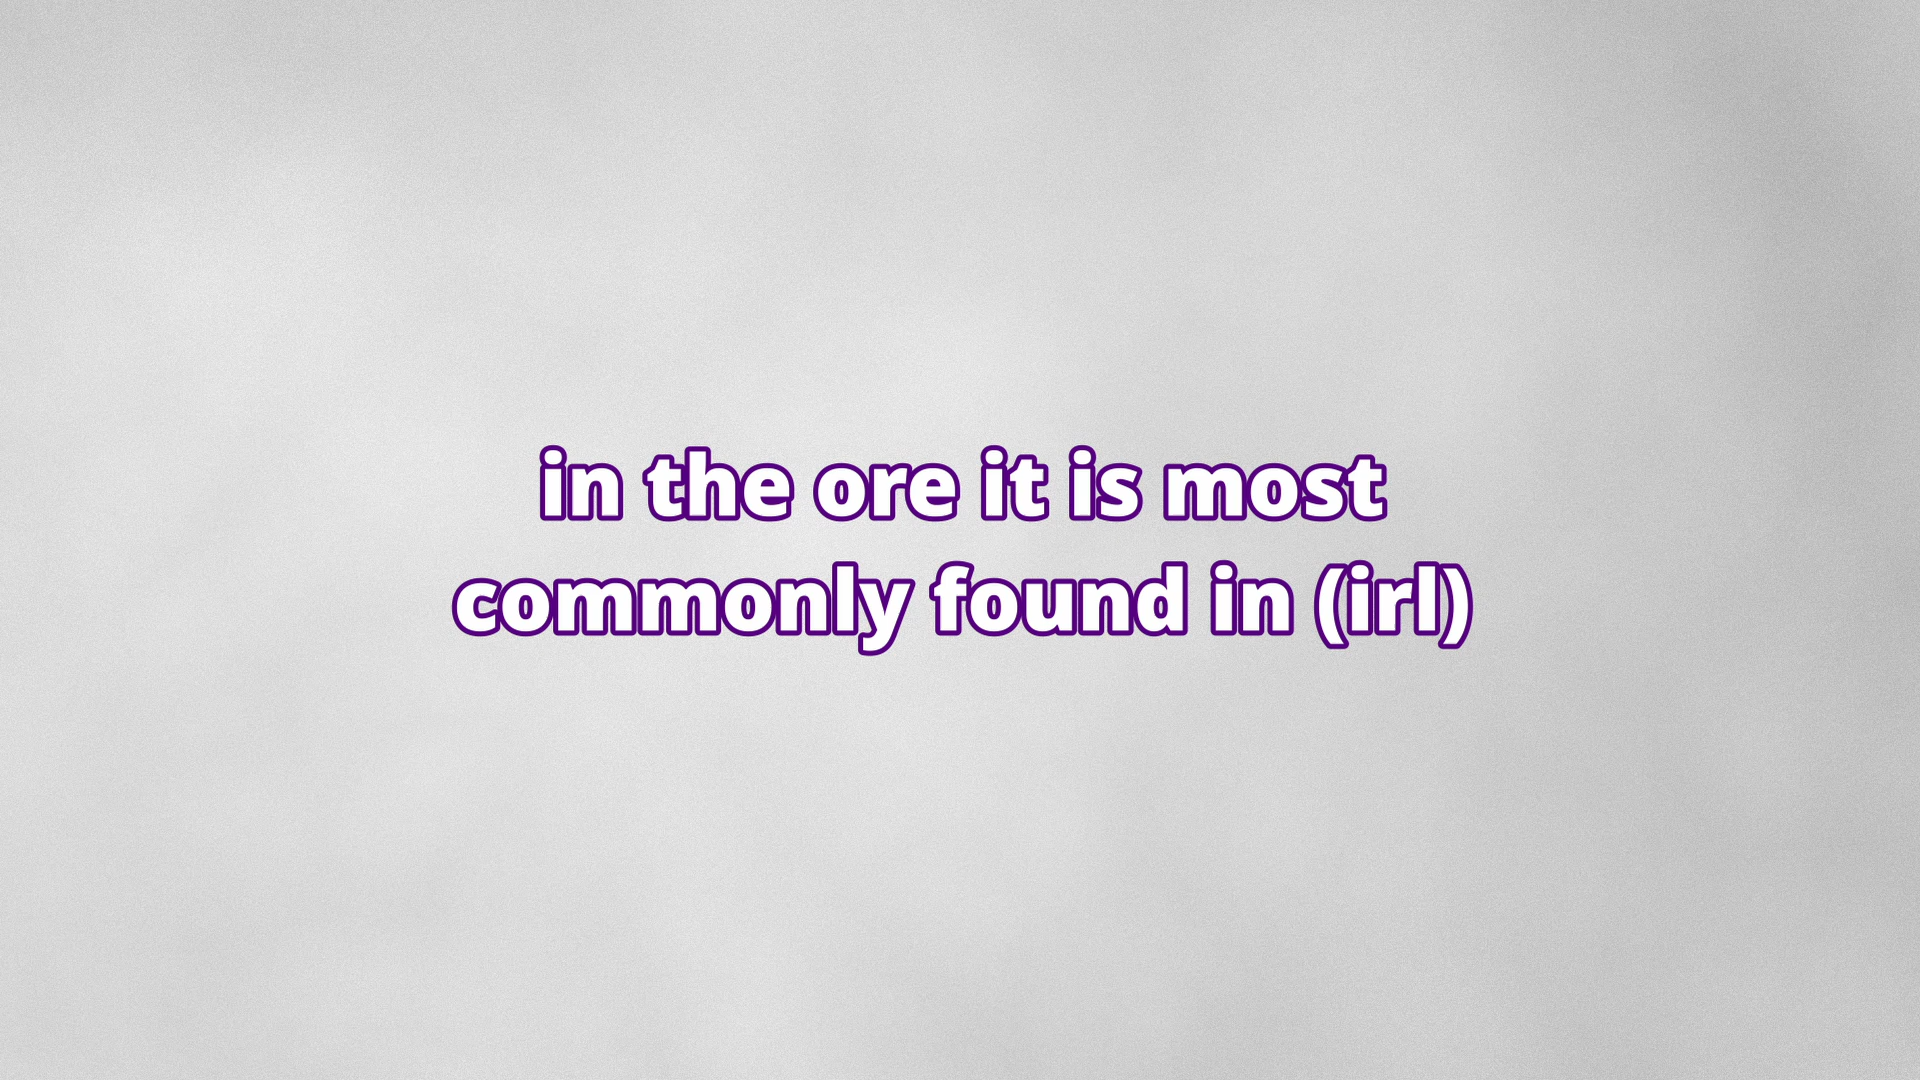 in the ore it is most
commonly found in (irl)